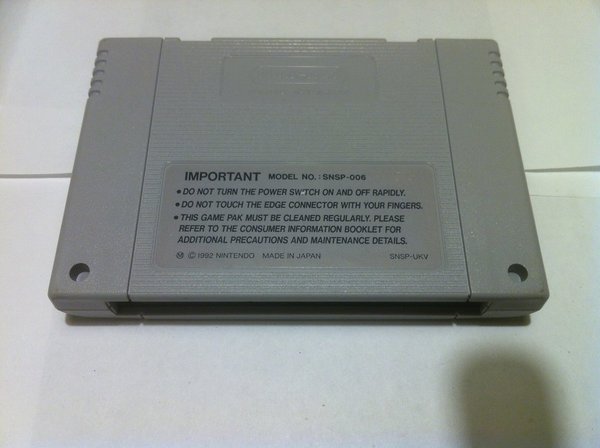 Nintendo
IMPORTANT MODEL NO.: SNSP-006
• DO NOT TURN THE POWER SWITCH ON AND OFF RAPIDLY.
• DO NOT TOUCH THE EDGE CONNECTOR WITH YOUR FINGERS.
• THIS GAME PAK MUST BE CLEANED REGULARLY. PLEASE
REFER TO THE CONSUMER INFORMATION BOOKLET FOR
ADDITIONAL PRECAUTIONS AND MAINTENANCE DETAILS.
Ⓜ © 1992 NINTENDO MADE IN JAPAN SNSP-UKV